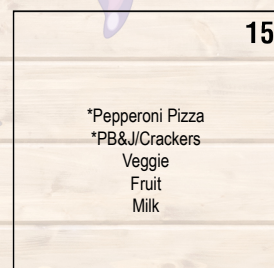 15
*Pepperoni Pizza
*PB&J/Crackers
Veggie
Fruit
Milk